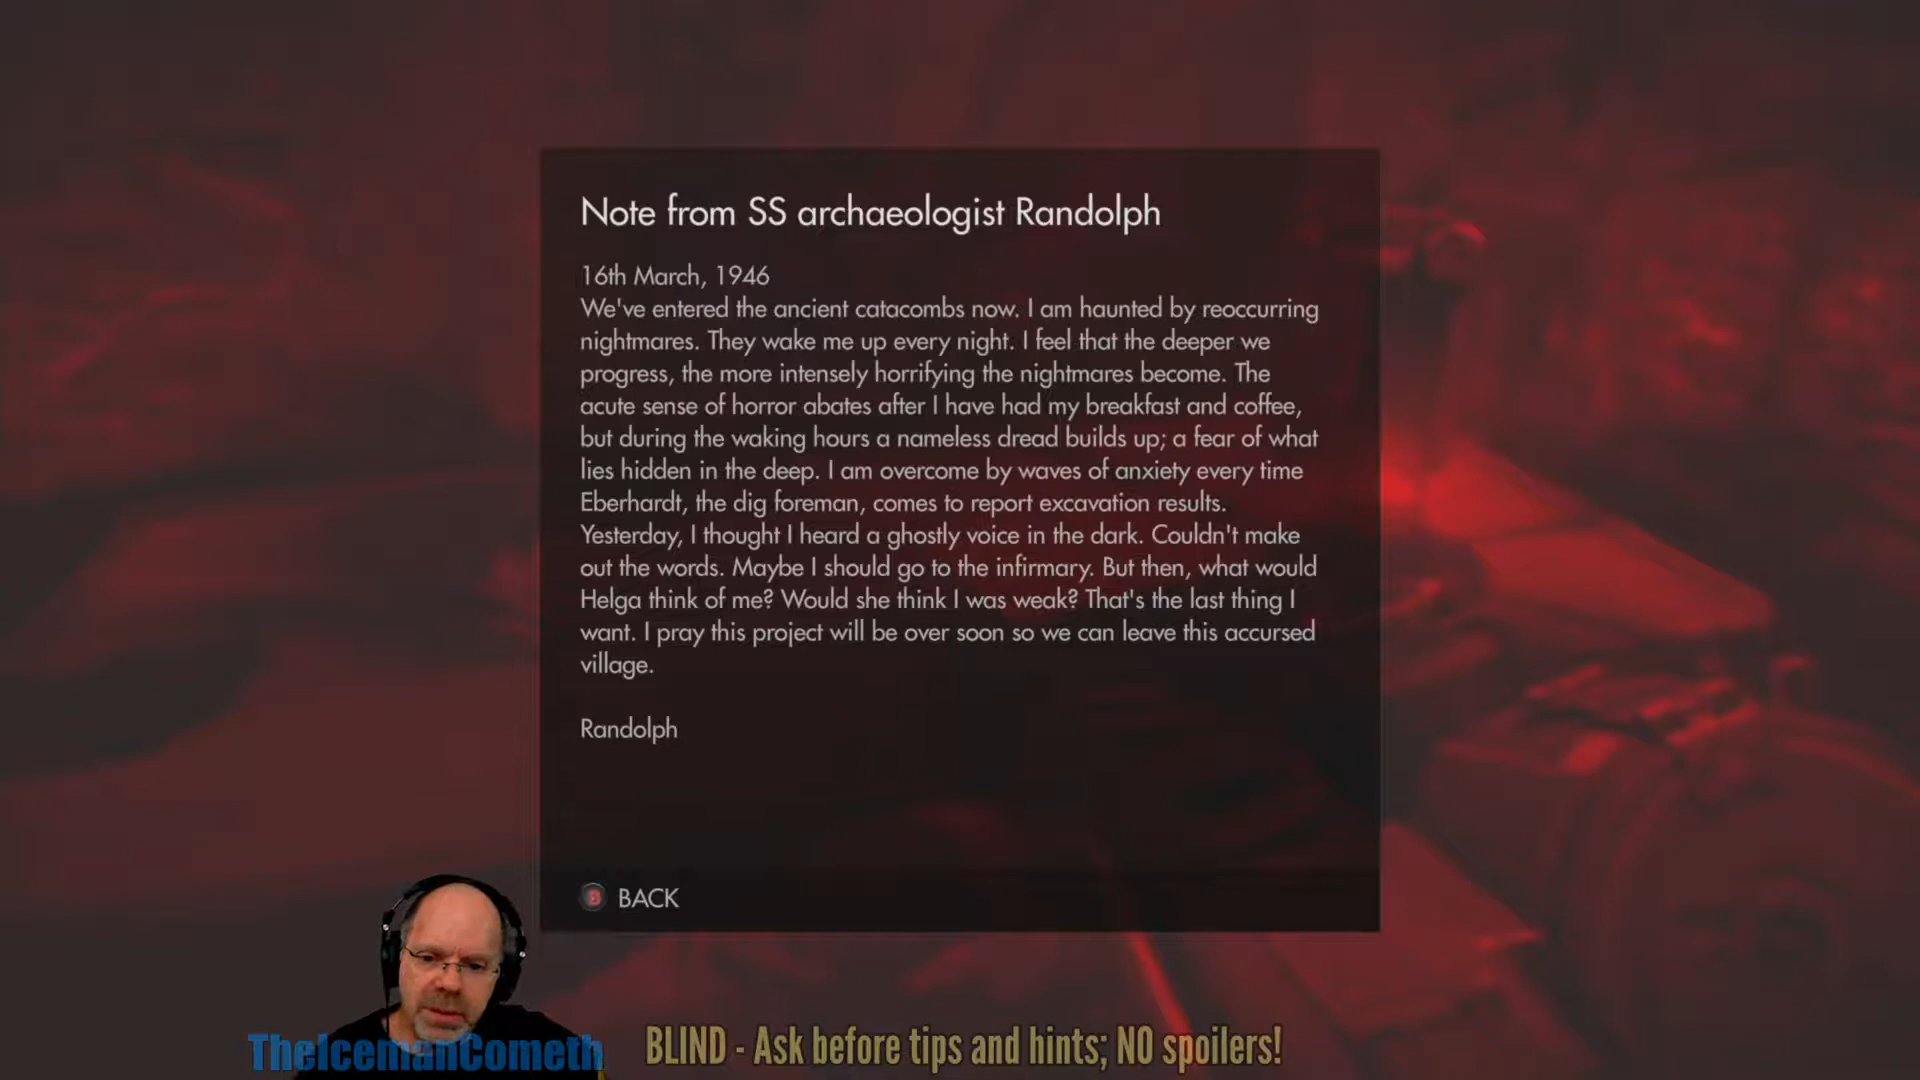 Note from SS archaeologist Randolph
16th March, 1946
We've entered the ancient catacombs now. I am haunted by reoccurring
nightmares. They wake me up every night. I feel that the deeper we
progress, the more intensely horrifying the nightmares become. The
acute sense of horror abates after I have had my breakfast and coffee,
but during the waking hours a nameless dread builds up; a fear of what
lies hidden in the deep. I am overcome by waves of anxiety every time
Eberhardt, the dig foreman, comes to report excavation results.
Yesterday, I thought I heard a ghostly voice in the dark. Couldn't make
out the words. Maybe I should go to the infirmary. But then, what would
Helga think of me? Would she think I was weak? That's the last thing I
want. I pray this project will be over soon so we can leave this accursed
village.
Randolph
B BACK
TheIcemanCometh
BLIND - Ask before tips and hints; NO spoilers!